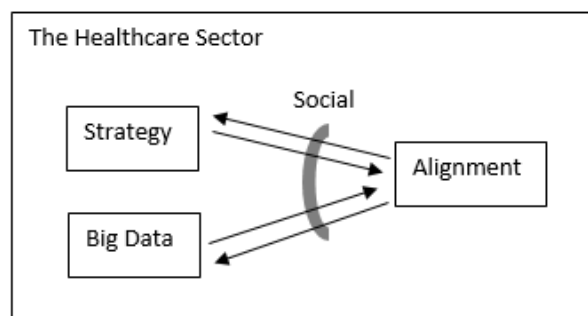 The Healthcare Sector
Social
Strategy
Alignment
Big Data